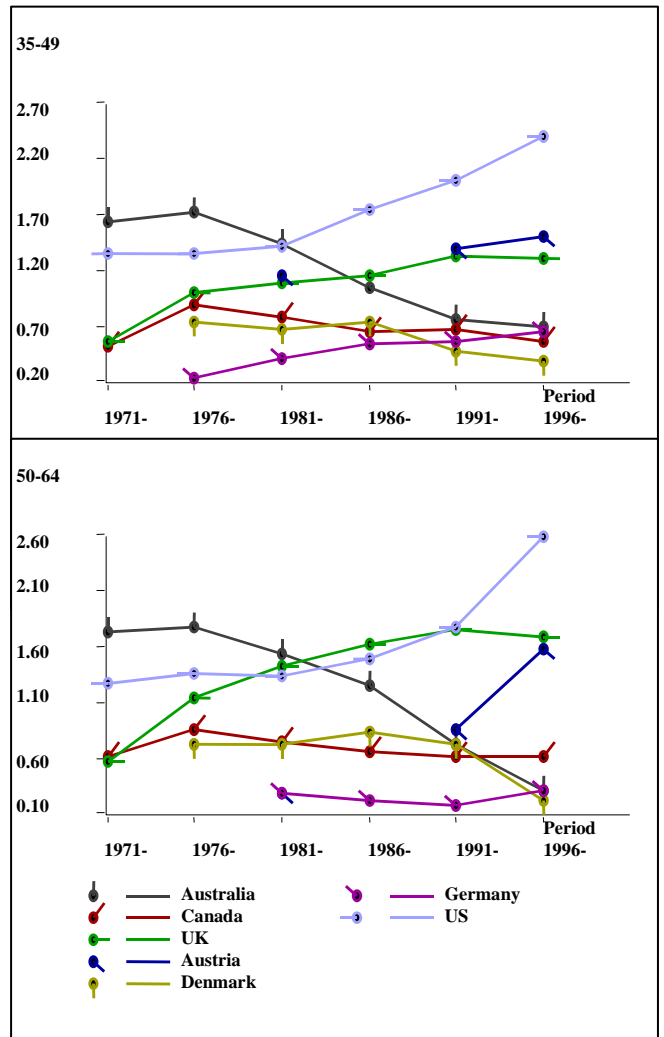 35-49
2.70
2.20
1.70
1.20
0.70
0.20
Period
1971- 1976- 1981- 1986- 1991- 1996-
50-64
2.60
2.10
1.60
1.10
0.60
0.10
Period
1971- 1976- 1981- 1986- 1991- 1996-
Australia Germany
Canada US
UK
Austria
Denmark